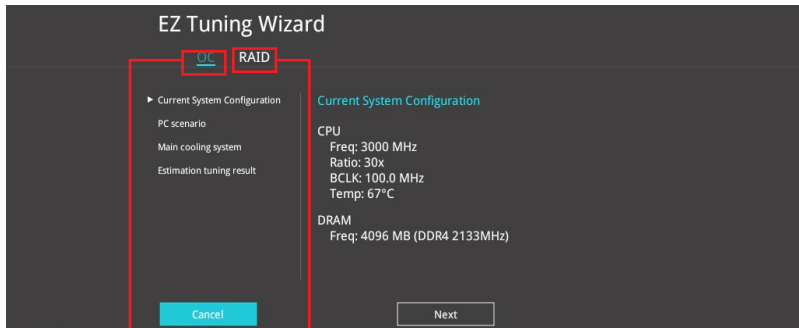 EZ Tuning Wizard
OC RAID
Current System Configuration
PC scenario
Main cooling system
Estimation tuning result
Current System Configuration
CPU
Freq: 3000 MHz
Ratio: 30x
BCLK: 100.0 MHz
Temp: 67°C
DRAM
Freq: 4096 MB (DDR4 2133MHz)
Cancel
Next